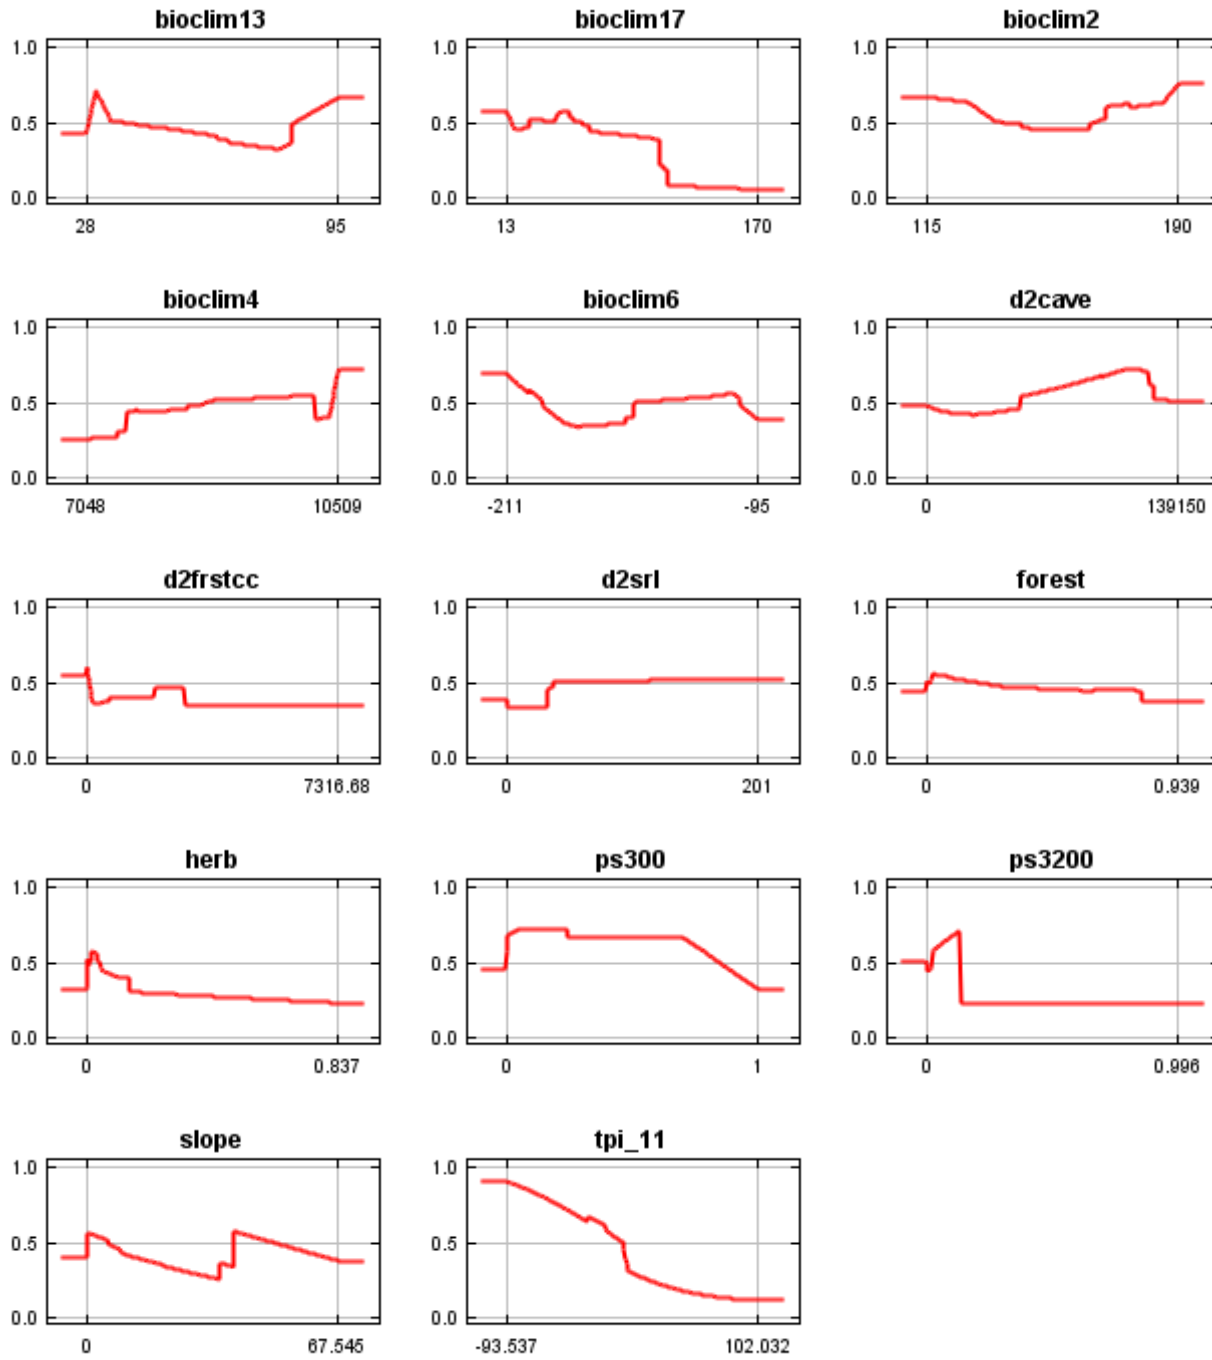 bioclim13 bioclim17 bioclim2
1.0 1.0 1.0
0.5 0.5 0.5
0.0 0.0 0.0
28 95 13 170 115 190
bioclim4 bioclim6 d2cave
1.0 1.0 1.0
0.5 0.5 0.5
0.0 0.0 0.0
7048 10509 -211 -95 0 139150
d2frstcc d2srl forest
1.0 1.0 1.0
0.5 0.5 0.5
0.0 0.0 0.0
0 7316.68 0 201 0 0.939
herb ps300 ps3200
1.0 1.0 1.0
0.5 0.5 0.5
0.0 0.0 0.0
0 0.837 0 1 0 0.996
slope tpi_11
1.0 1.0
0.5 0.5
0.0 0.0
0 67.545 -93.537 102.032